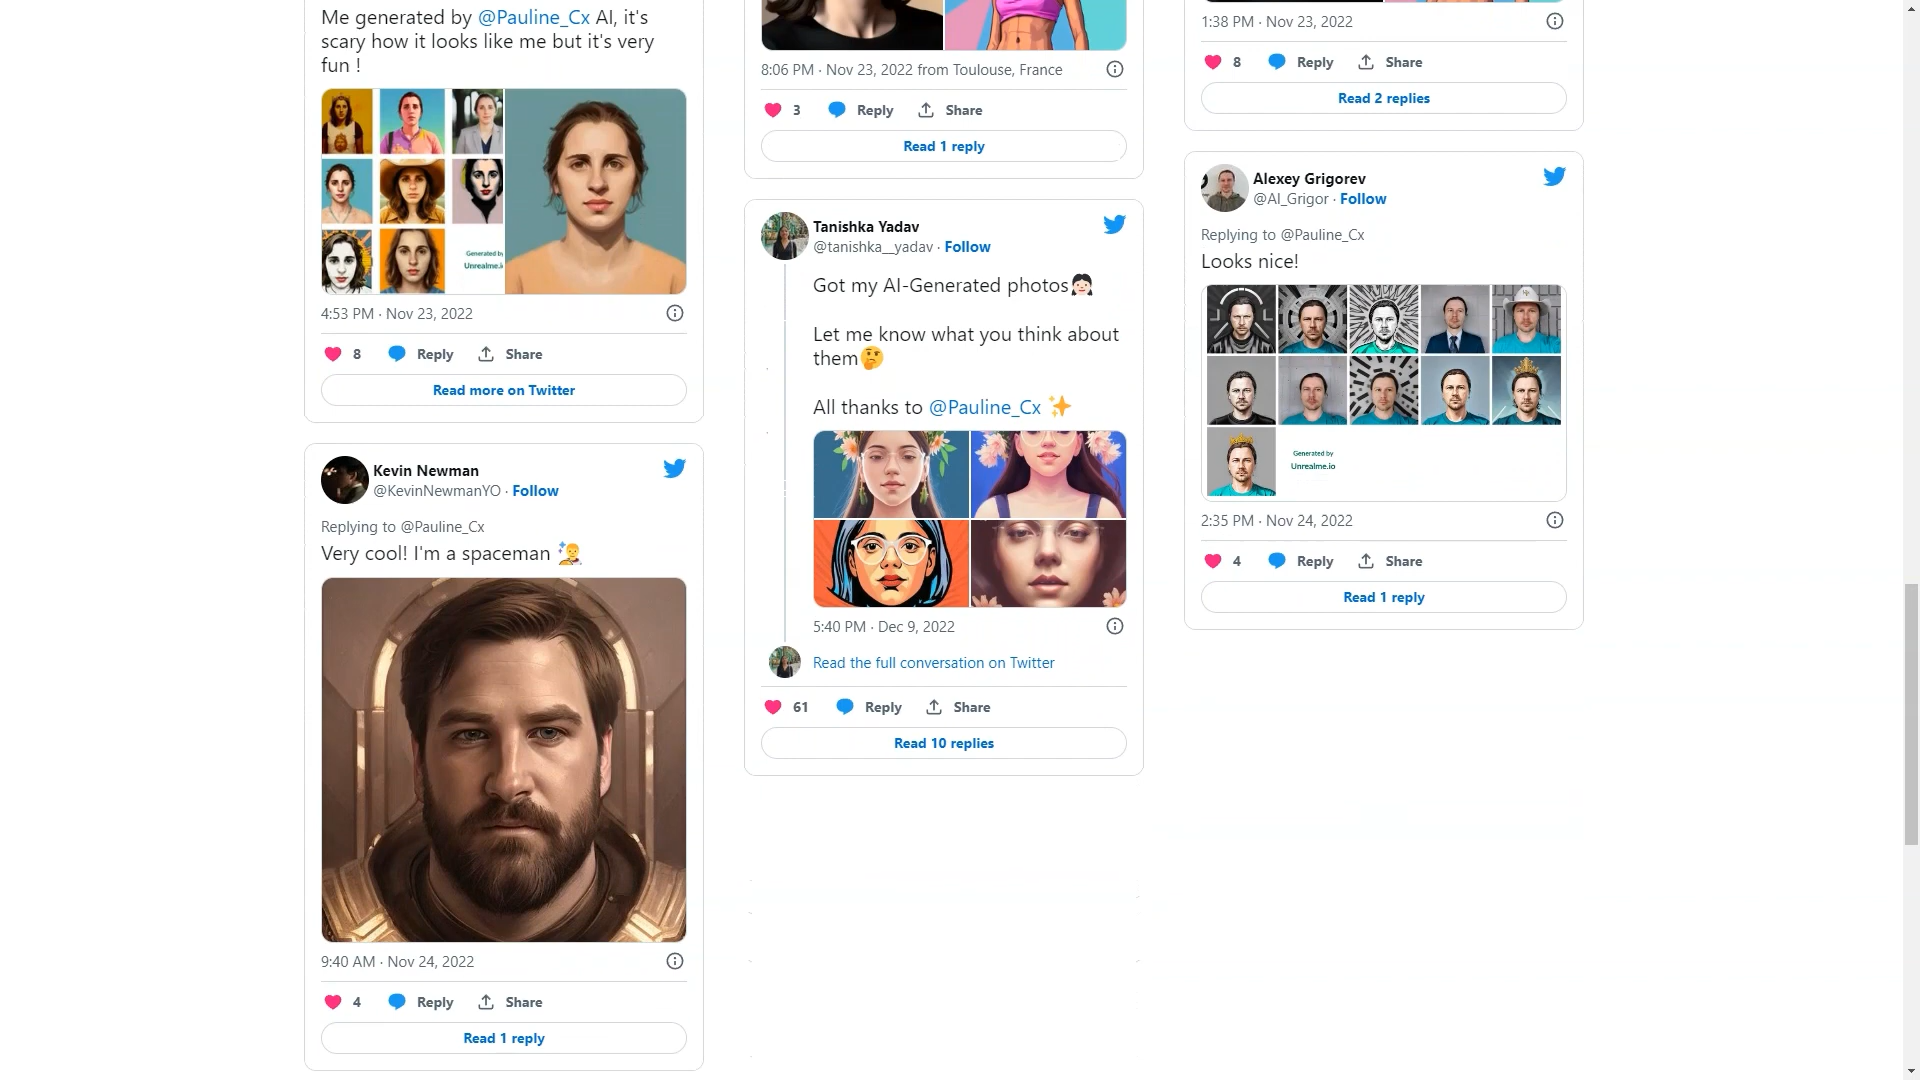 Me generated by @Pauline_Cx AI, it's
scary how it looks like me but it's very
fun !
Generated by
Unrealme.i
4:53 PM · Nov 23, 2022
8
Reply
Share
Read more on Twitter
Kevin Newman
@KevinNewmanYO · Follow
Replying to @Pauline_Cx
Very cool! I'm a spaceman
9:40 AM · Nov 24, 2022
4
Reply
Share
Read 1 reply
8:06 PM · Nov 23, 2022 from Toulouse, France
3
Reply
Share
Read 1 reply
Tanishka Yadav
@tanishka__yadav · Follow
Got my AI-Generated photos👧🏻
Let me know what you think about
them🤔
All thanks to @Pauline_Cx ✨
5:40 PM · Dec 9, 2022
Read the full conversation on Twitter
61
Reply
Share
Read 10 replies
1:38 PM · Nov 23, 2022
8
Reply
Share
Read 2 replies
Alexey Grigorev
@Al_Grigor · Follow
Replying to @Pauline_Cx
Looks nice!
Generated by
Unrealme.io
2:35 PM · Nov 24, 2022
4
Reply
Share
Read 1 reply